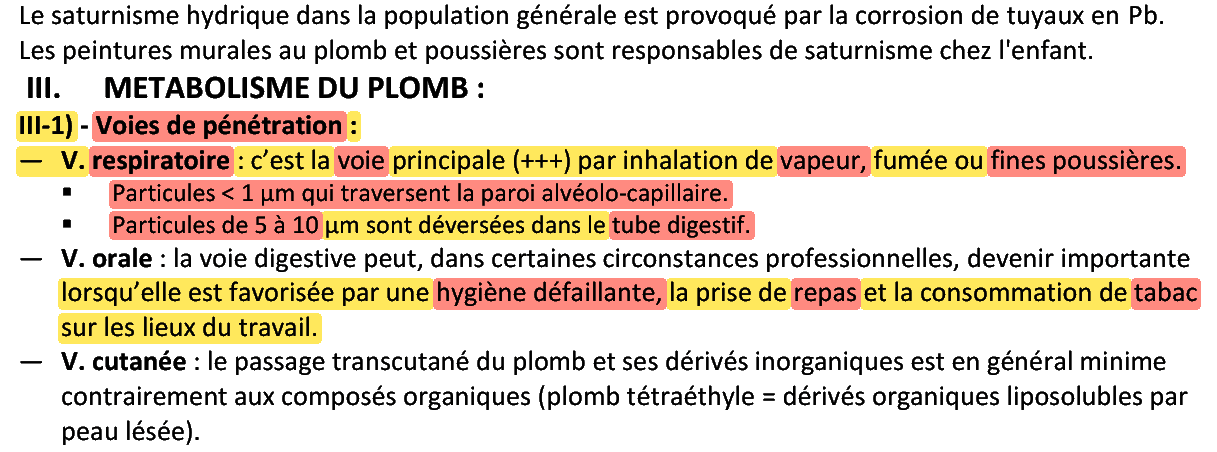 Le saturnisme hydrique dans la population générale est provoqué par la corrosion de tuyaux en Pb.
Les peintures murales au plomb et poussières sont responsables de saturnisme chez l'enfant.
III. METABOLISME DU PLOMB :
III-1) - Voies de pénétration :
— V. respiratoire : c’est la voie principale (+++) par inhalation de vapeur, fumée ou fines poussières.
▪ Particules < 1 µm qui traversent la paroi alvéolo-capillaire.
▪ Particules de 5 à 10 µm sont déversées dans le tube digestif.
— V. orale : la voie digestive peut, dans certaines circonstances professionnelles, devenir importante
lorsqu’elle est favorisée par une hygiène défaillante, la prise de repas et la consommation de tabac
sur les lieux du travail.
— V. cutanée : le passage transcutané du plomb et ses dérivés inorganiques est en général minime
contrairement aux composés organiques (plomb tétraéthyle = dérivés organiques liposolubles par
peau lésée).